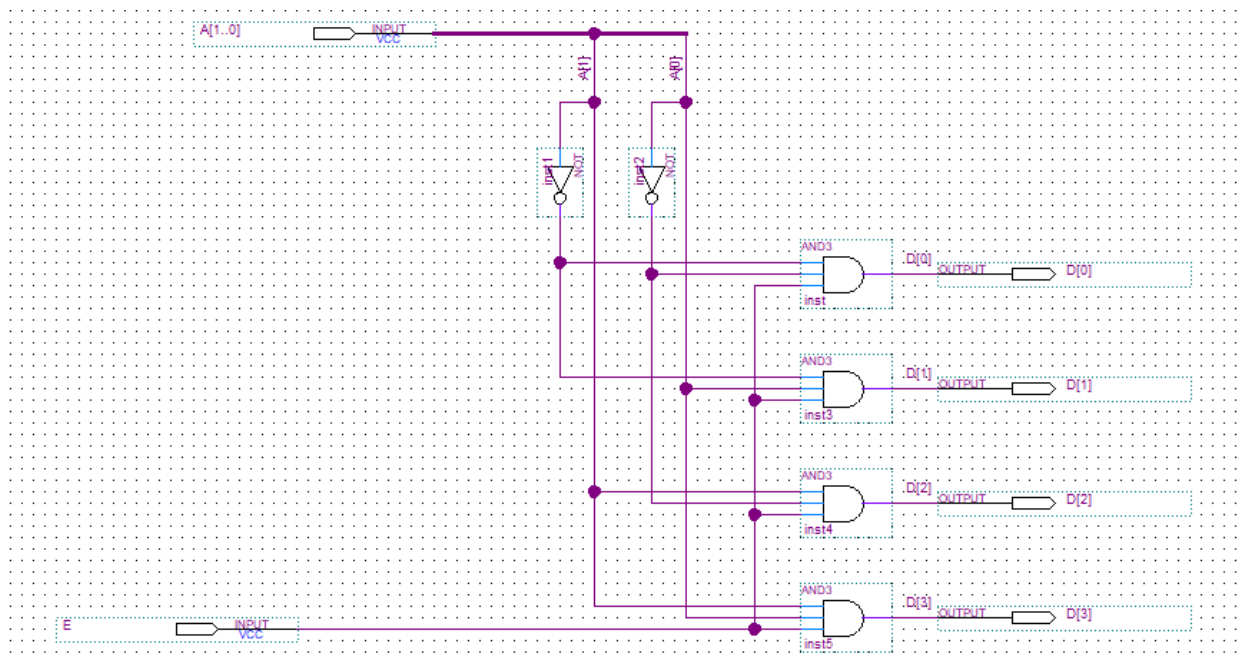 A[1..0]
INPUT
VCC
A[1]
A[0]
inst1
NOT
inst2
NOT
AND3
D[0]
OUTPUT
D[0]
inst
AND3
D[1]
OUTPUT
D[1]
inst3
AND3
D[2]
OUTPUT
D[2]
inst4
AND3
D[3]
OUTPUT
D[3]
inst5
E
INPUT
VCC